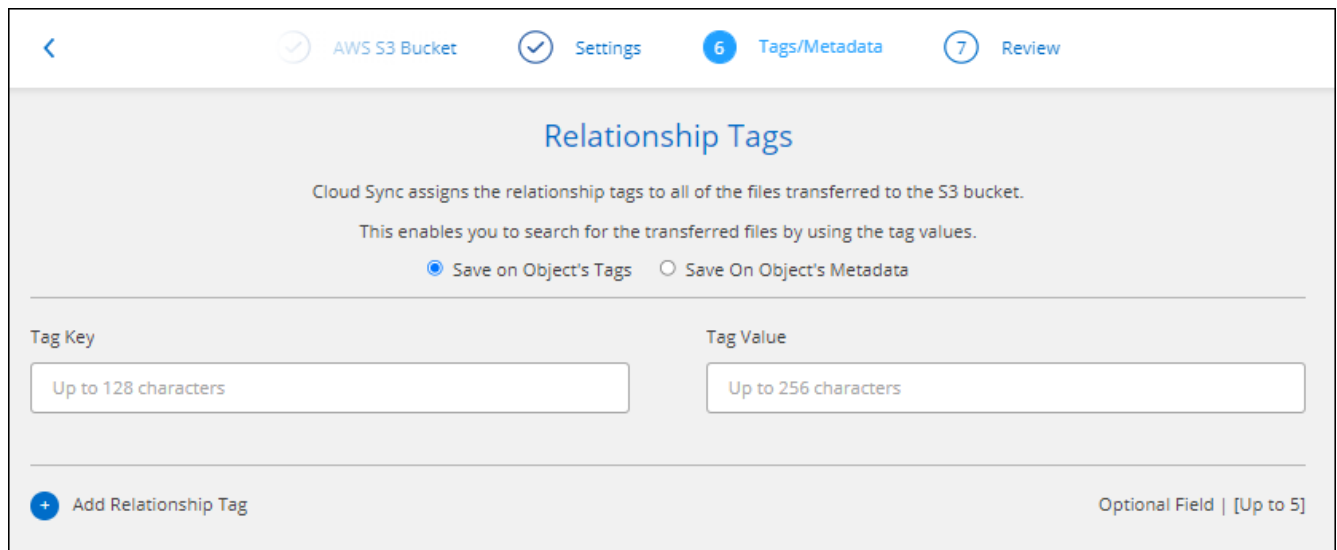 AWS S3 Bucket Settings 6 Tags/Metadata 7 Review
Relationship Tags
Cloud Sync assigns the relationship tags to all of the files transferred to the S3 bucket.
This enables you to search for the transferred files by using the tag values.
Save on Object's Tags Save On Object's Metadata
Tag Key Tag Value
Up to 128 characters Up to 256 characters
Add Relationship Tag Optional Field | [Up to 5]